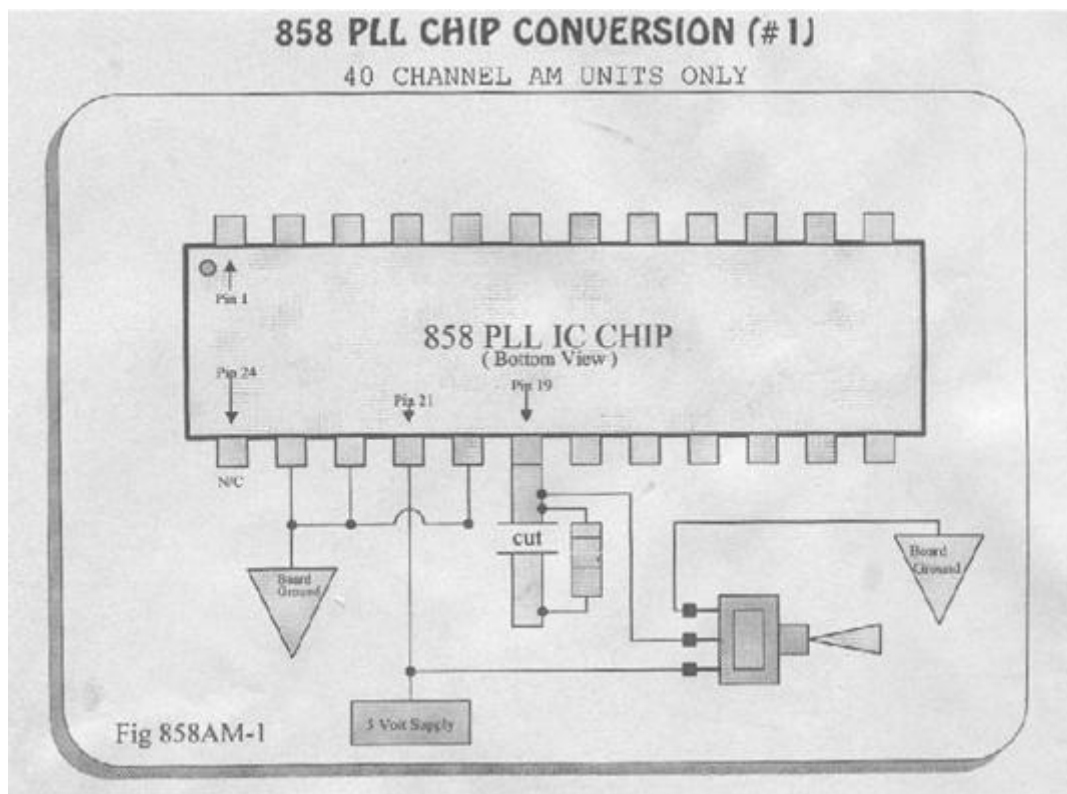 858 PLL CHIP CONVERSION (#1)
40 CHANNEL AM UNITS ONLY
Pin 1
858 PLL IC CHIP
( Bottom View )
Pin 24
Pin 21
Pin 19
N/C
cut
Board
Ground
Board
Ground
5 Volt Supply
Fig 858AM-1